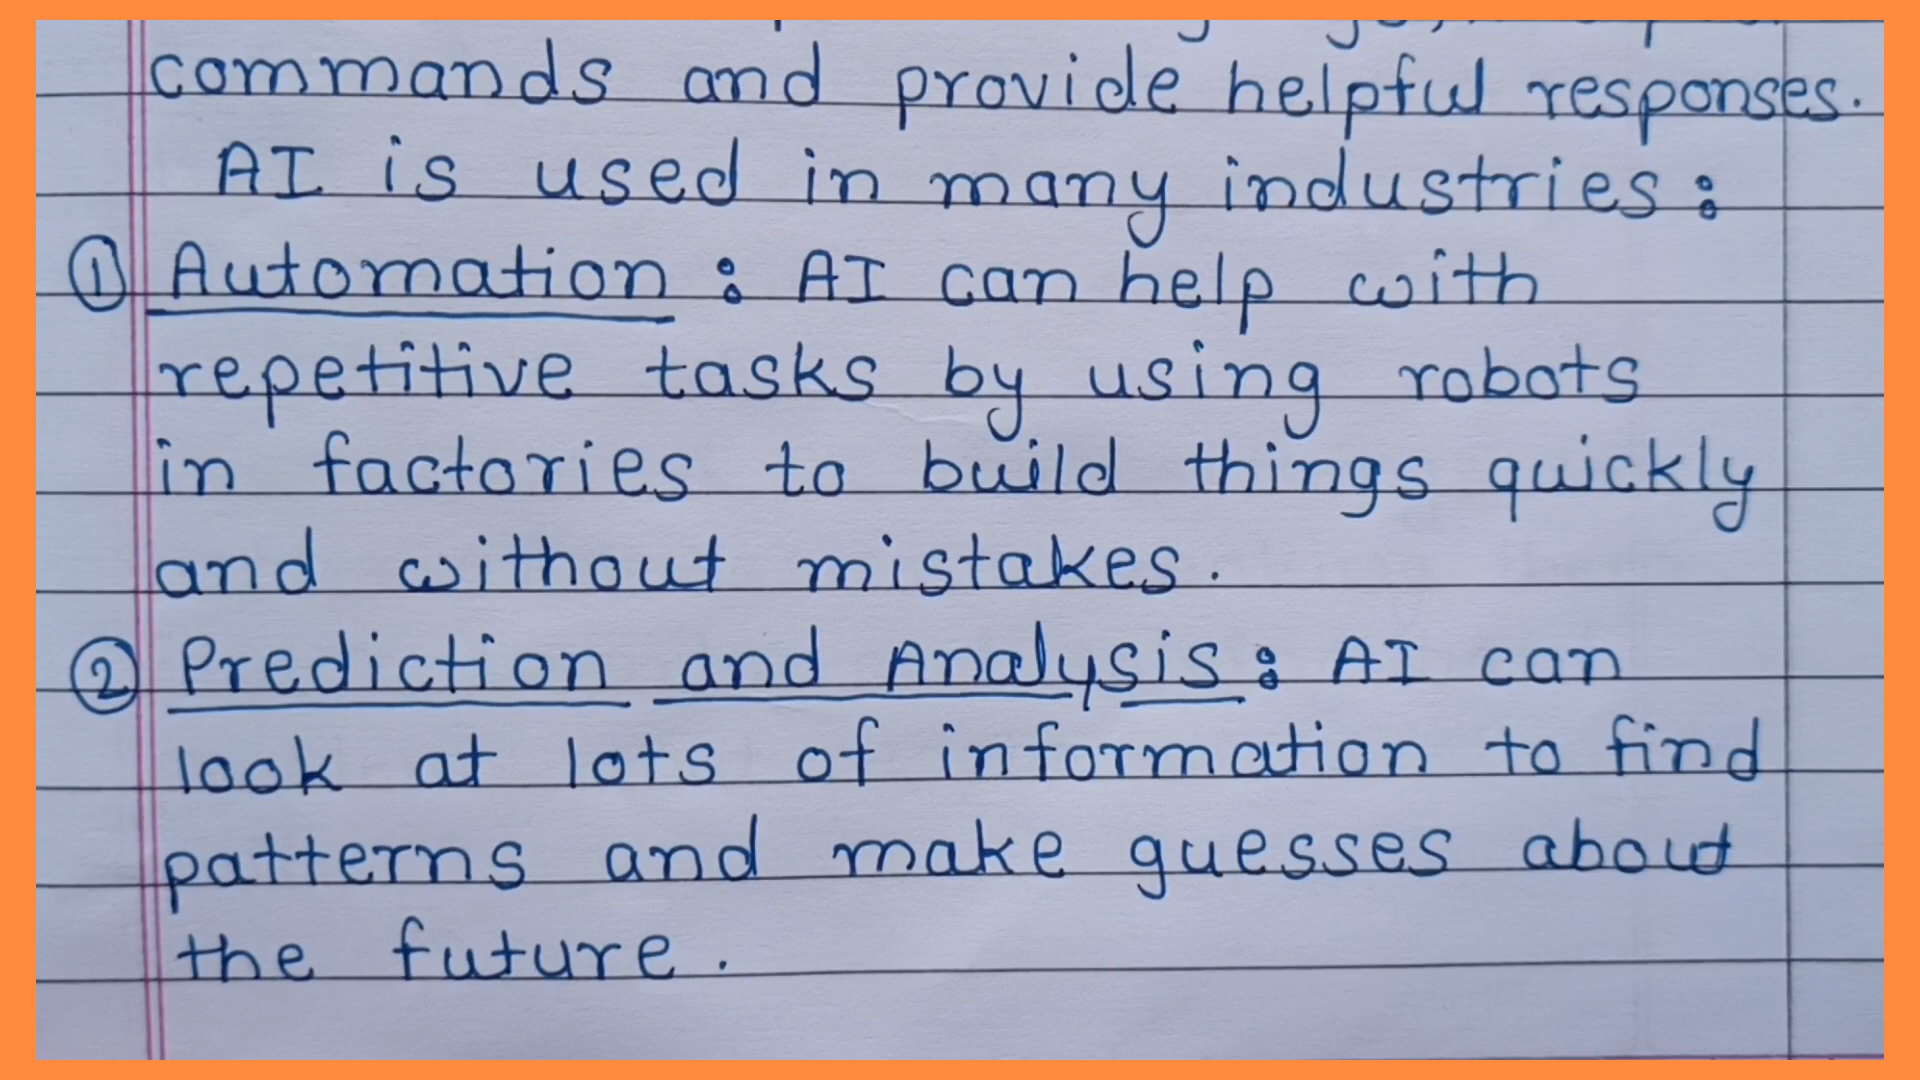 commands and provide helpful responses.
AI is used in many industries :
① Automation : AI can help with
repetitive tasks by using robots
in factories to build things quickly
and without mistakes.
② Prediction and Analysis : AI can
look at lots of information to find
patterns and make guesses about
the future.